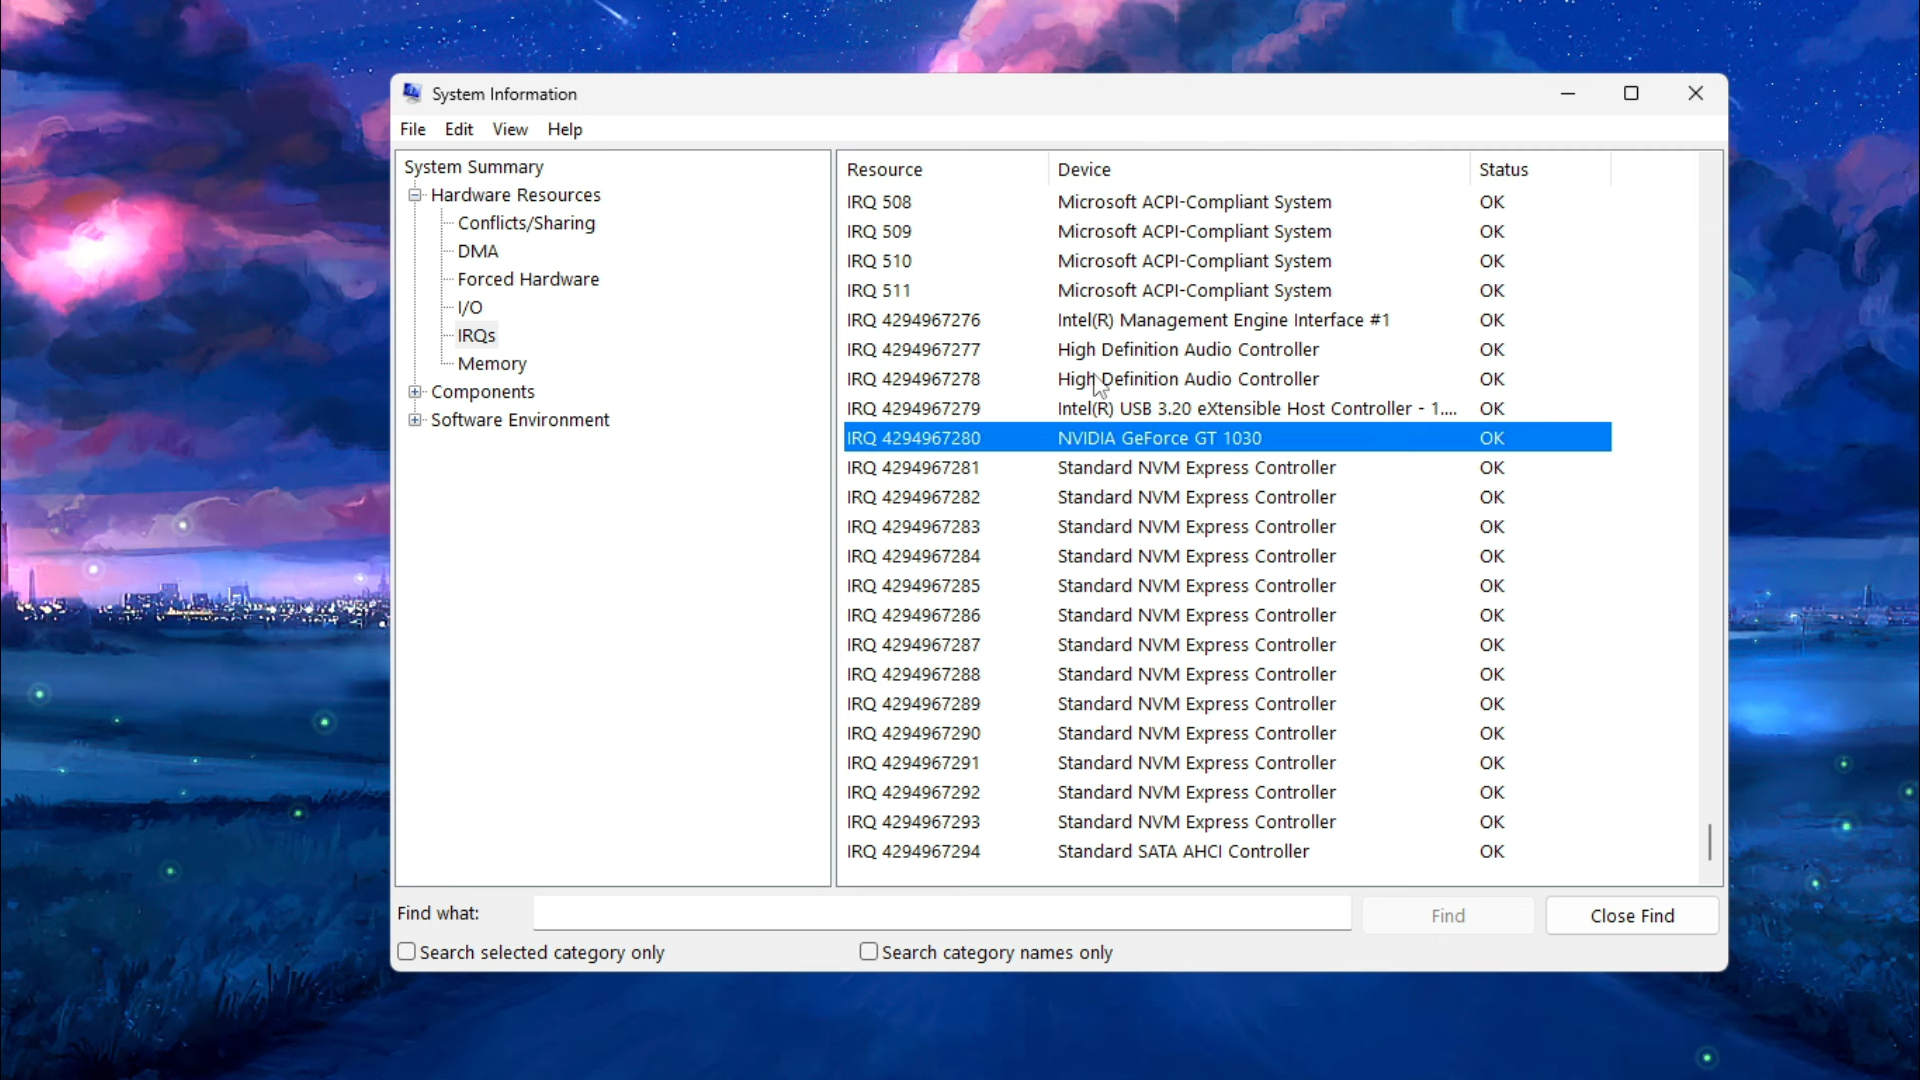 System Information
File Edit View Help
System Summary
Hardware Resources
Conflicts/Sharing
DMA
Forced Hardware
I/O
IRQs
Memory
Components
Software Environment
Resource Device Status
IRQ 508 Microsoft ACPI-Compliant System OK
IRQ 509 Microsoft ACPI-Compliant System OK
IRQ 510 Microsoft ACPI-Compliant System OK
IRQ 511 Microsoft ACPI-Compliant System OK
IRQ 4294967276 Intel(R) Management Engine Interface #1 OK
IRQ 4294967277 High Definition Audio Controller OK
IRQ 4294967278 High Definition Audio Controller OK
IRQ 4294967279 Intel(R) USB 3.20 eXtensible Host Controller - 1.... OK
IRQ 4294967280 NVIDIA GeForce GT 1030 OK
IRQ 4294967281 Standard NVM Express Controller OK
IRQ 4294967282 Standard NVM Express Controller OK
IRQ 4294967283 Standard NVM Express Controller OK
IRQ 4294967284 Standard NVM Express Controller OK
IRQ 4294967285 Standard NVM Express Controller OK
IRQ 4294967286 Standard NVM Express Controller OK
IRQ 4294967287 Standard NVM Express Controller OK
IRQ 4294967288 Standard NVM Express Controller OK
IRQ 4294967289 Standard NVM Express Controller OK
IRQ 4294967290 Standard NVM Express Controller OK
IRQ 4294967291 Standard NVM Express Controller OK
IRQ 4294967292 Standard NVM Express Controller OK
IRQ 4294967293 Standard NVM Express Controller OK
IRQ 4294967294 Standard SATA AHCI Controller OK
Find what: Find Close Find
Search selected category only Search category names only